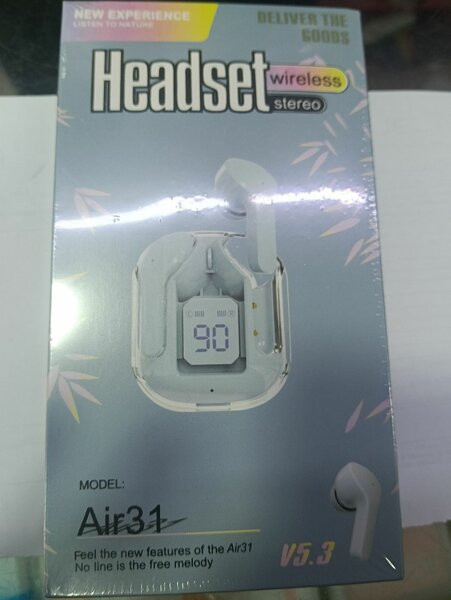 NEW EXPERIENCE
LISTEN TO NATURE
DELIVER THE
GOODS
Headset
wireless
stereo
L R
90
MODEL:
Air31
Feel the new features of the Air31
No line is the free melody
V5.3